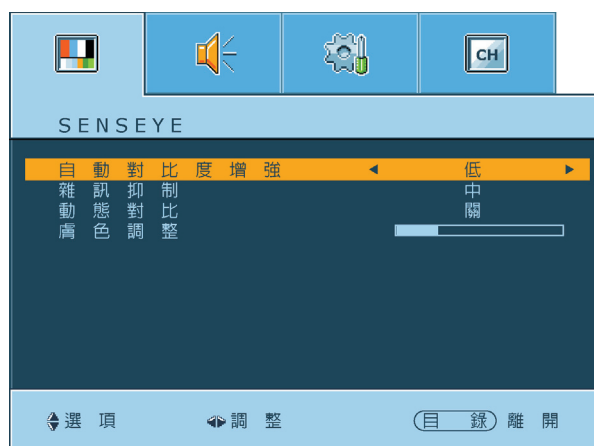 CH
SENSEYE
自動對比度增強 低
雜訊抑制 中
動態對比 關
膚色調整
選項 調整 目錄 離開